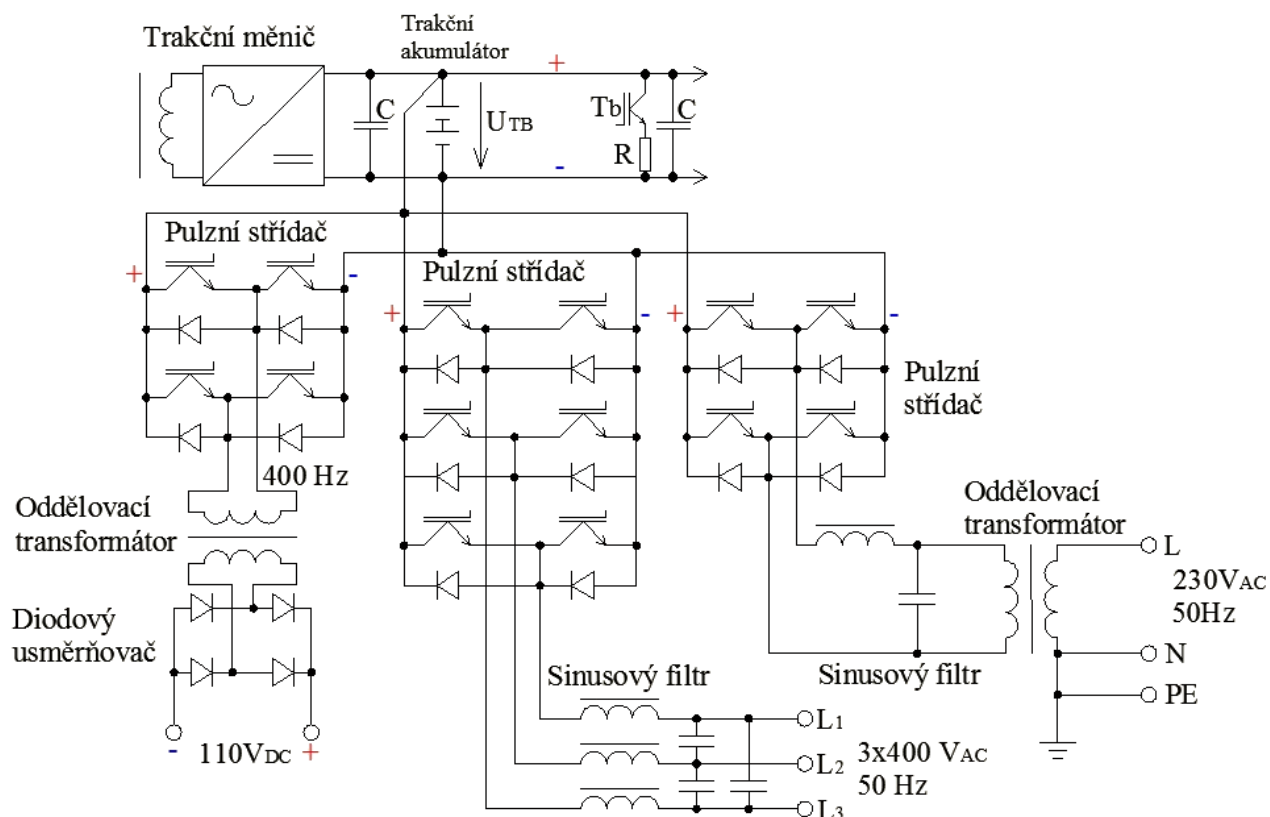 Trakční měnič
Trakční
akumulátor
+
C
UTB
Tb
C
R
-
Pulzní střídač
+
-
Pulzní střídač
+
-
+
-
Pulzní
střídač
400 Hz
Oddělovací
transformátor
Oddělovací
transformátor
L
230VAC
50Hz
Diodový
usměrňovač
N
Sinusový filtr
Sinusový filtr
PE
L1
-
110VDC
+
L2
3x400 VAC
50 Hz
L3